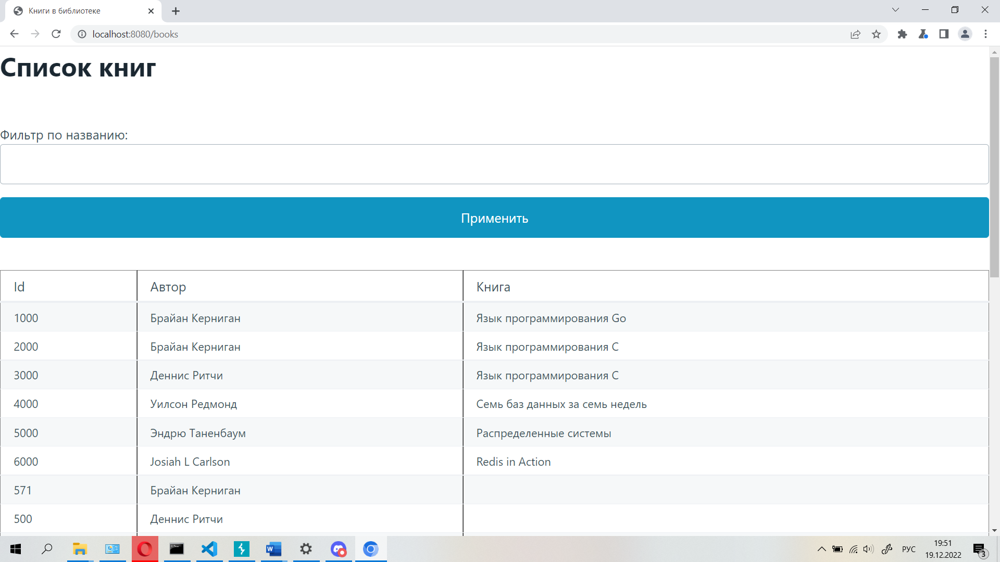 Книги в библиотеке
localhost:8080/books
Список книг
Фильтр по названию:
Применить
Id Автор Книга
1000 Брайан Керниган Язык программирования Go
2000 Брайан Керниган Язык программирования C
3000 Деннис Ритчи Язык программирования C
4000 Уилсон Редмонд Семь баз данных за семь недель
5000 Эндрю Таненбаум Распределенные системы
6000 Josiah L Carlson Redis in Action
571 Брайан Керниган
500 Деннис Ритчи
РУС
19:51
19.12.2022
3